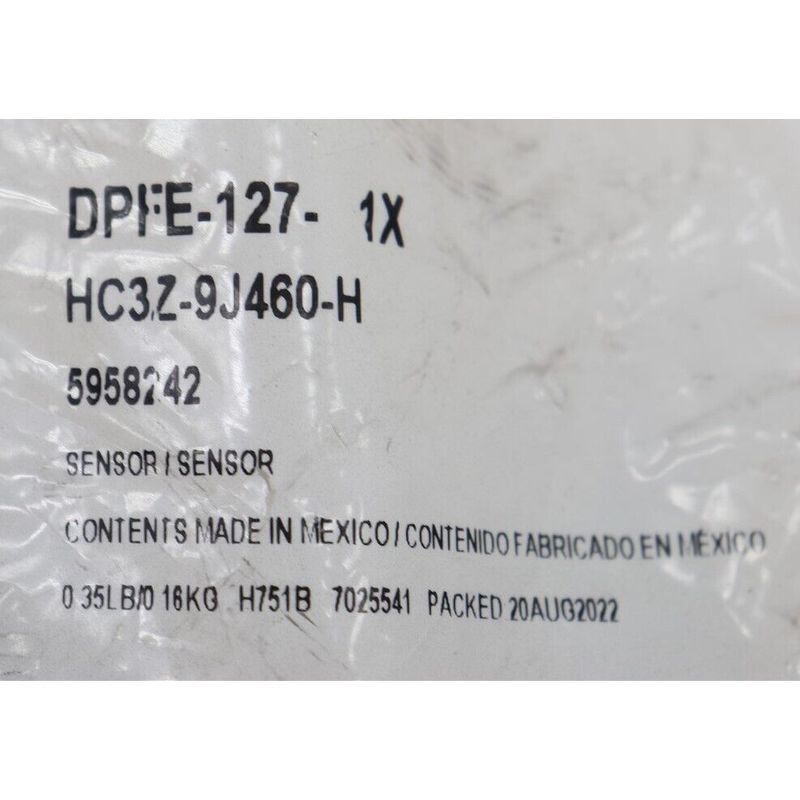 DPFE-127- 1X
HC3Z-9J460-H
5958242
SENSOR / SENSOR
CONTENTS MADE IN MEXICO / CONTENIDO FABRICADO EN MÉXICO
0.35LB/0.16KG H751B 7025541 PACKED 20AUG2022